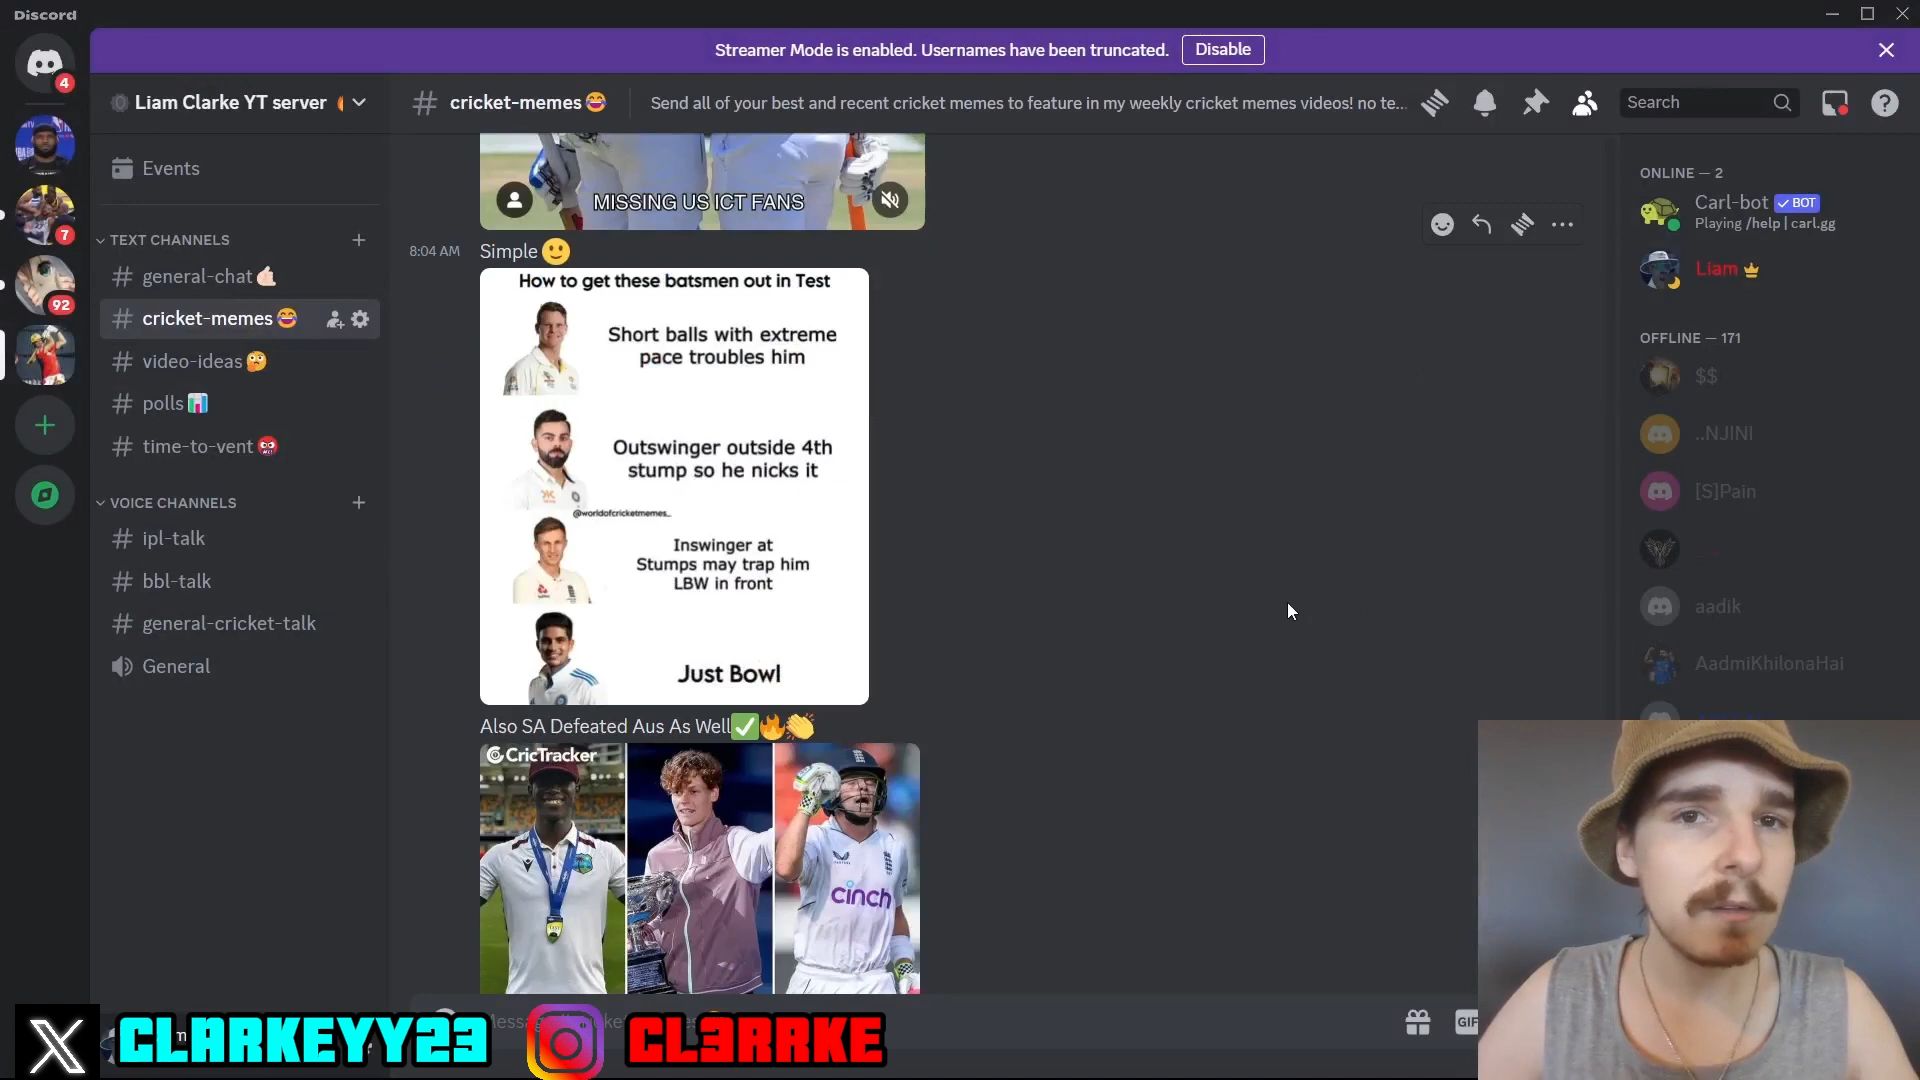 Discord
Streamer Mode is enabled. Usernames have been truncated.
Disable
4
7
92
Liam Clarke YT server
Events
TEXT CHANNELS
general-chat
cricket-memes
video-ideas
polls
time-to-vent
VOICE CHANNELS
ipl-talk
bbl-talk
general-cricket-talk
General
# cricket-memes
Send all of your best and recent cricket memes to feature in my weekly cricket memes videos! no te...
Search
MISSING US ICT FANS
8:04 AM
Simple
How to get these batsmen out in Test
Short balls with extreme
pace troubles him
Outswinger outside 4th
stump so he nicks it
@worldofcricketmemes_
Inswinger at
Stumps may trap him
LBW in front
Just Bowl
Also SA Defeated Aus As Well
CricTracker
cinch
GIF
ONLINE — 2
Carl-bot
BOT
Playing /help | carl.gg
Liam
OFFLINE — 171
$$
..NJINI
[S]Pain
aadik
AadmiKhilonaHai
CLARKEYY23
CL3RRKE